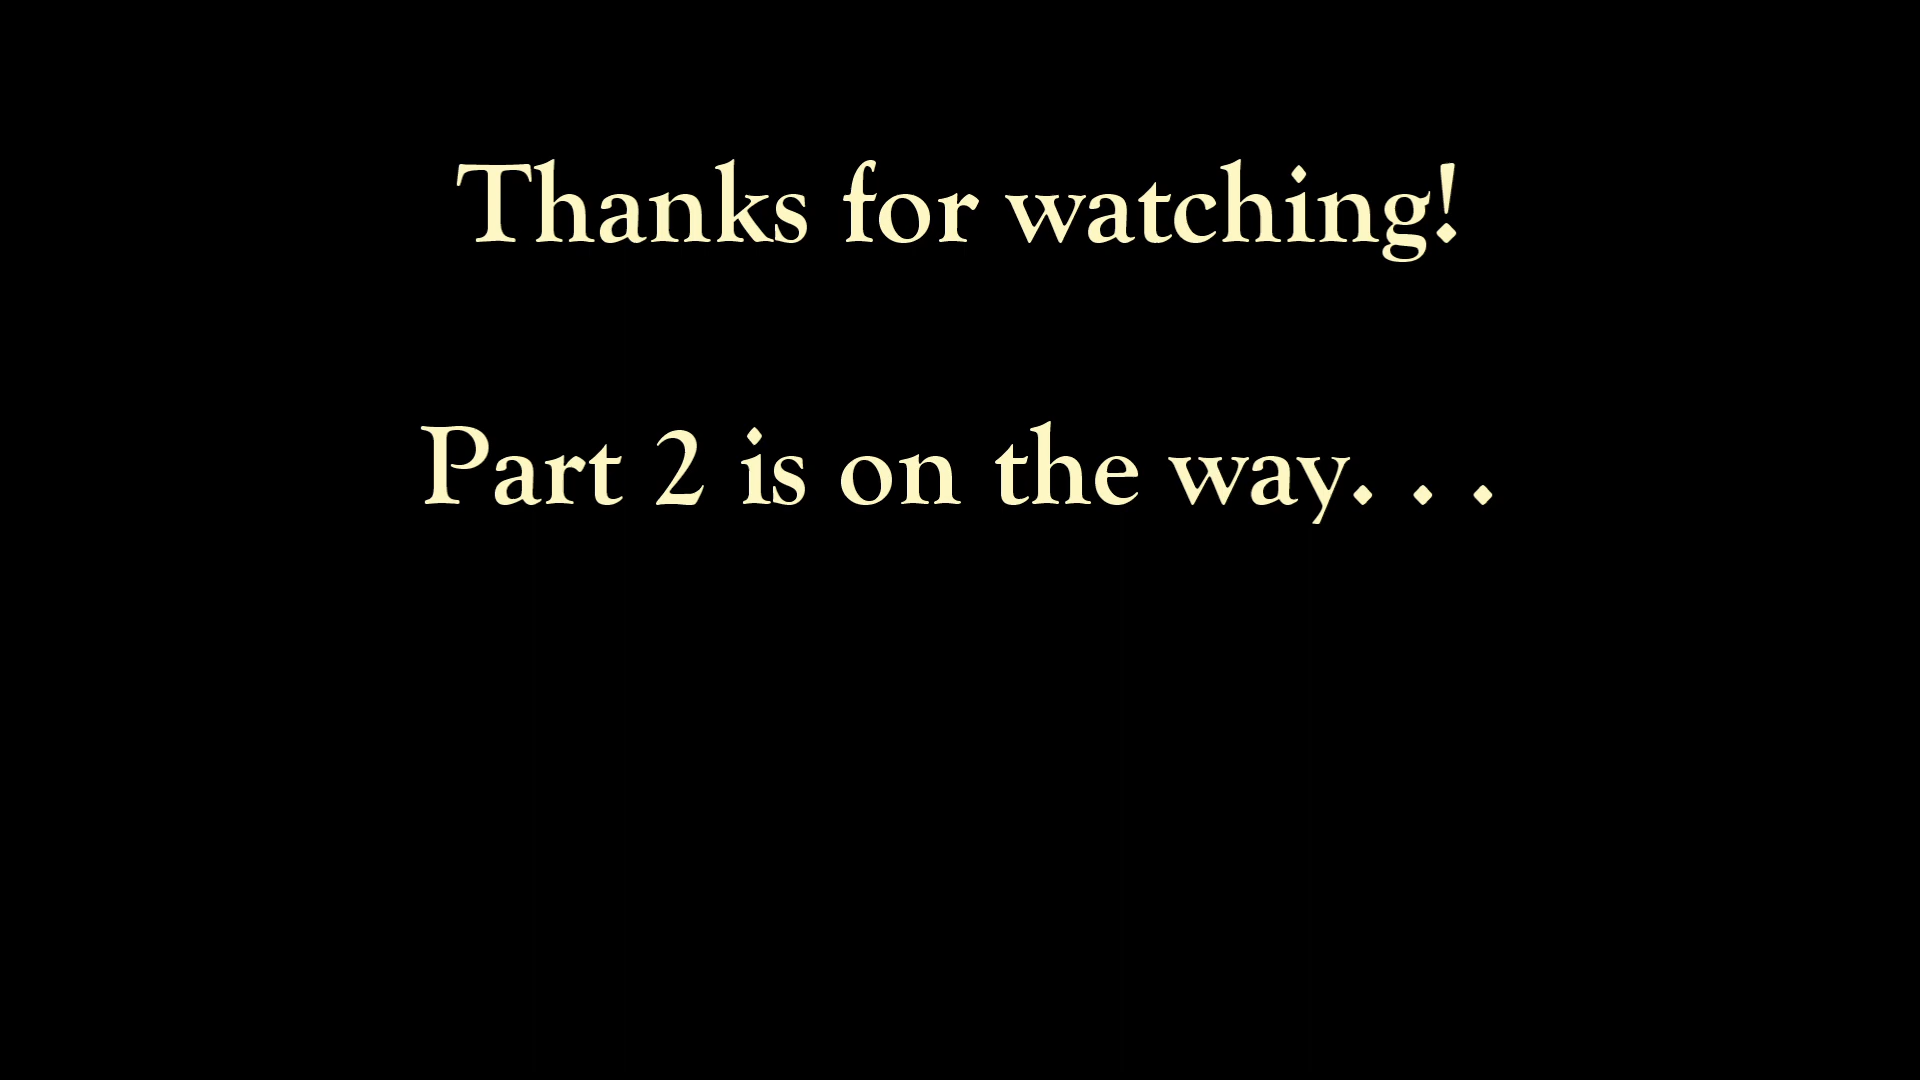 Thanks for watching!
Part 2 is on the way. . .